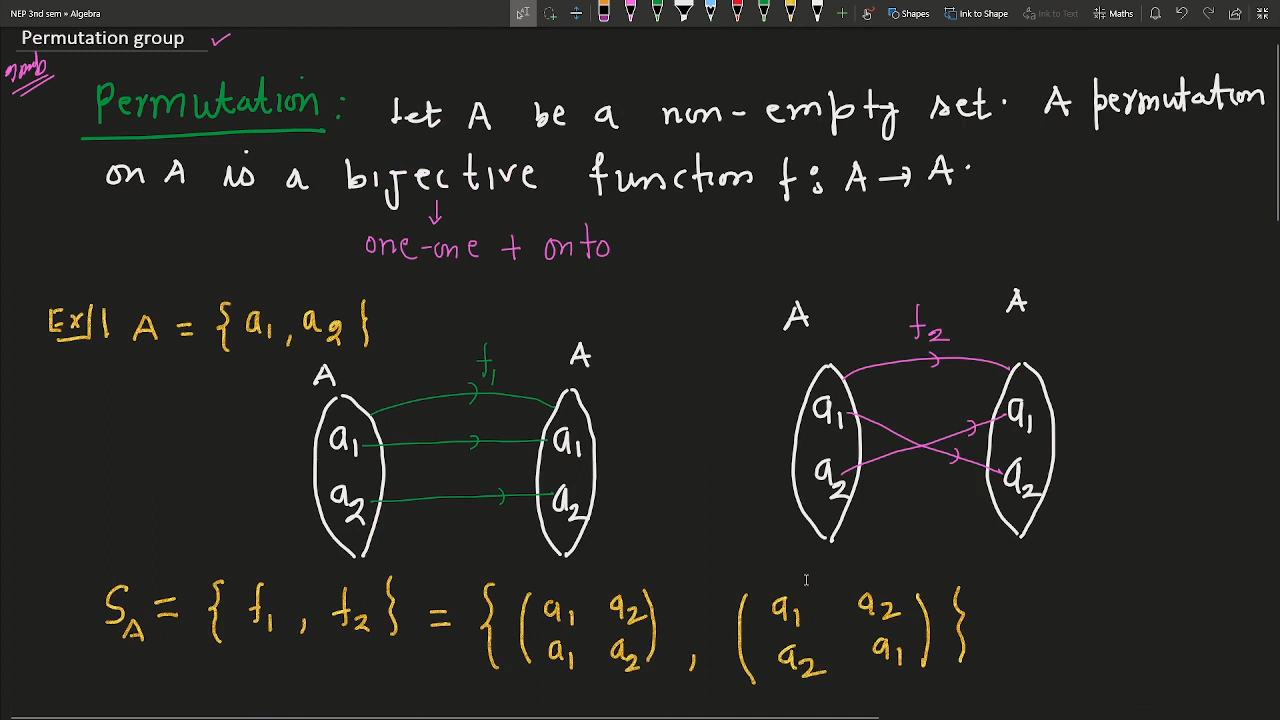 NEP 3rd sem » Algebra
Shapes Ink to Shape Ink to Text Maths
Permutation group
Permutation : Let A be a non-empty set. A permutation
on A is a bijective function f: A → A.
one-one + onto
Ex|| A = {a₁, a₂}
A f₁ A
a₁ a₁
a₂ a₂
A f₂ A
a₁ a₁
a₂ a₂
S_A = { f₁ , f₂ } = { ( a₁ a₂ / a₁ a₂ ) , ( a₁ a₂ / a₂ a₁ ) }